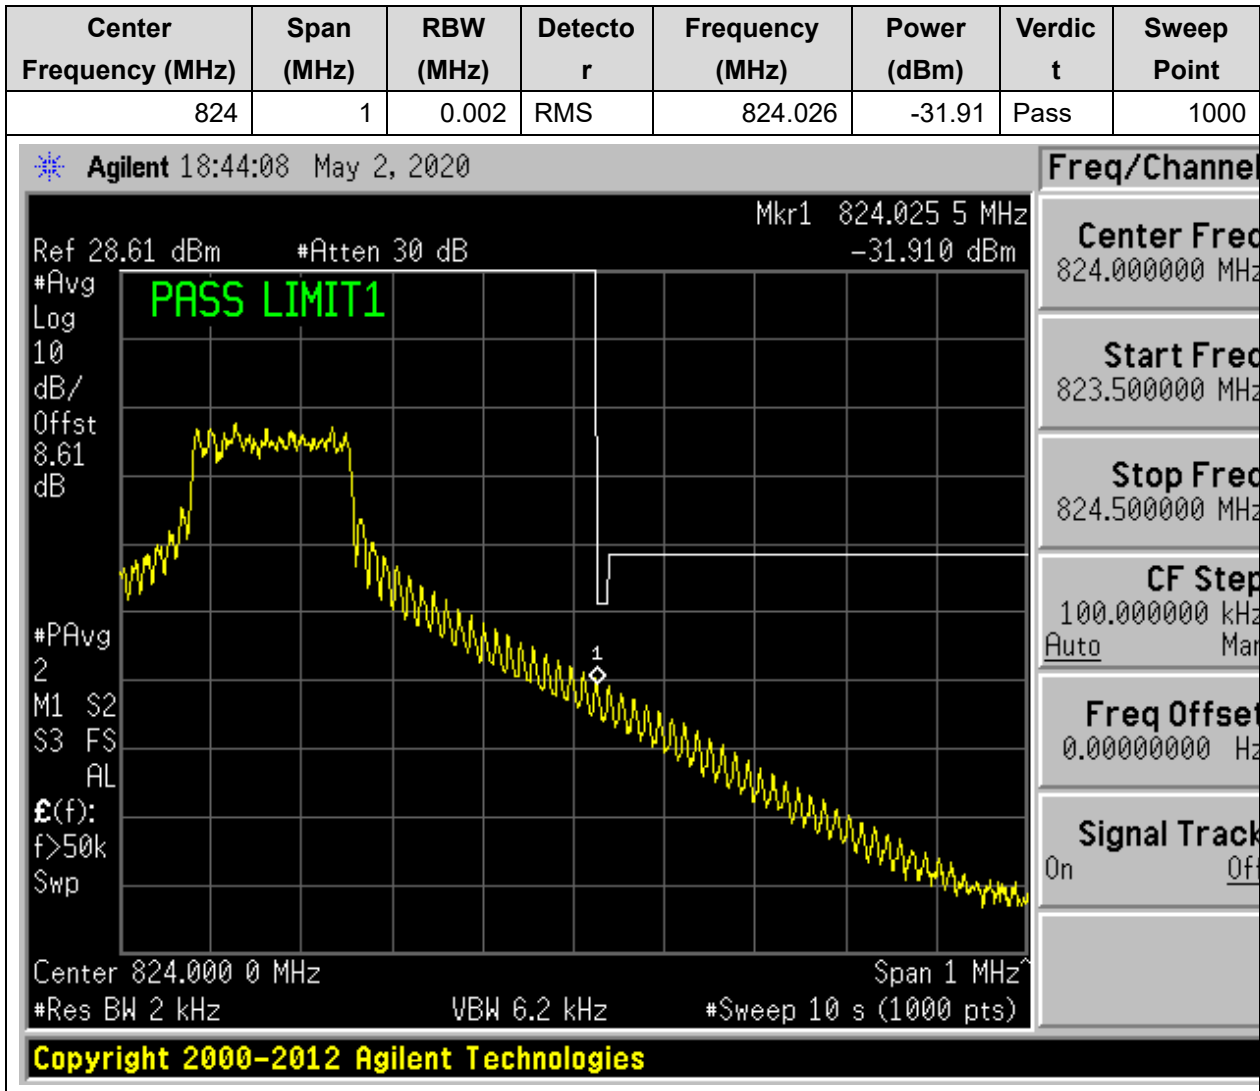 Center Frequency (MHz) Span (MHz) RBW (MHz) Detector Frequency (MHz) Power (dBm) Verdict Sweep Point
824 1 0.002 RMS 824.026 -31.91 Pass 1000
Agilent 18:44:08 May 2, 2020
Mkr1 824.025 5 MHz
Ref 28.61 dBm #Atten 30 dB -31.910 dBm
#Avg
Log
10
dB/
Offst
8.61
dB
PASS LIMIT1
1
#PAvg
2
M1 S2
S3 FS
AL
£(f):
f>50k
Swp
Center 824.000 0 MHz Span 1 MHz^
#Res BW 2 kHz VBW 6.2 kHz #Sweep 10 s (1000 pts)
Freq/Channel
Center Freq
824.000000 MHz
Start Freq
823.500000 MHz
Stop Freq
824.500000 MHz
CF Step
100.000000 kHz
Auto Man
Freq Offset
0.00000000 Hz
Signal Track
On Off
Copyright 2000-2012 Agilent Technologies